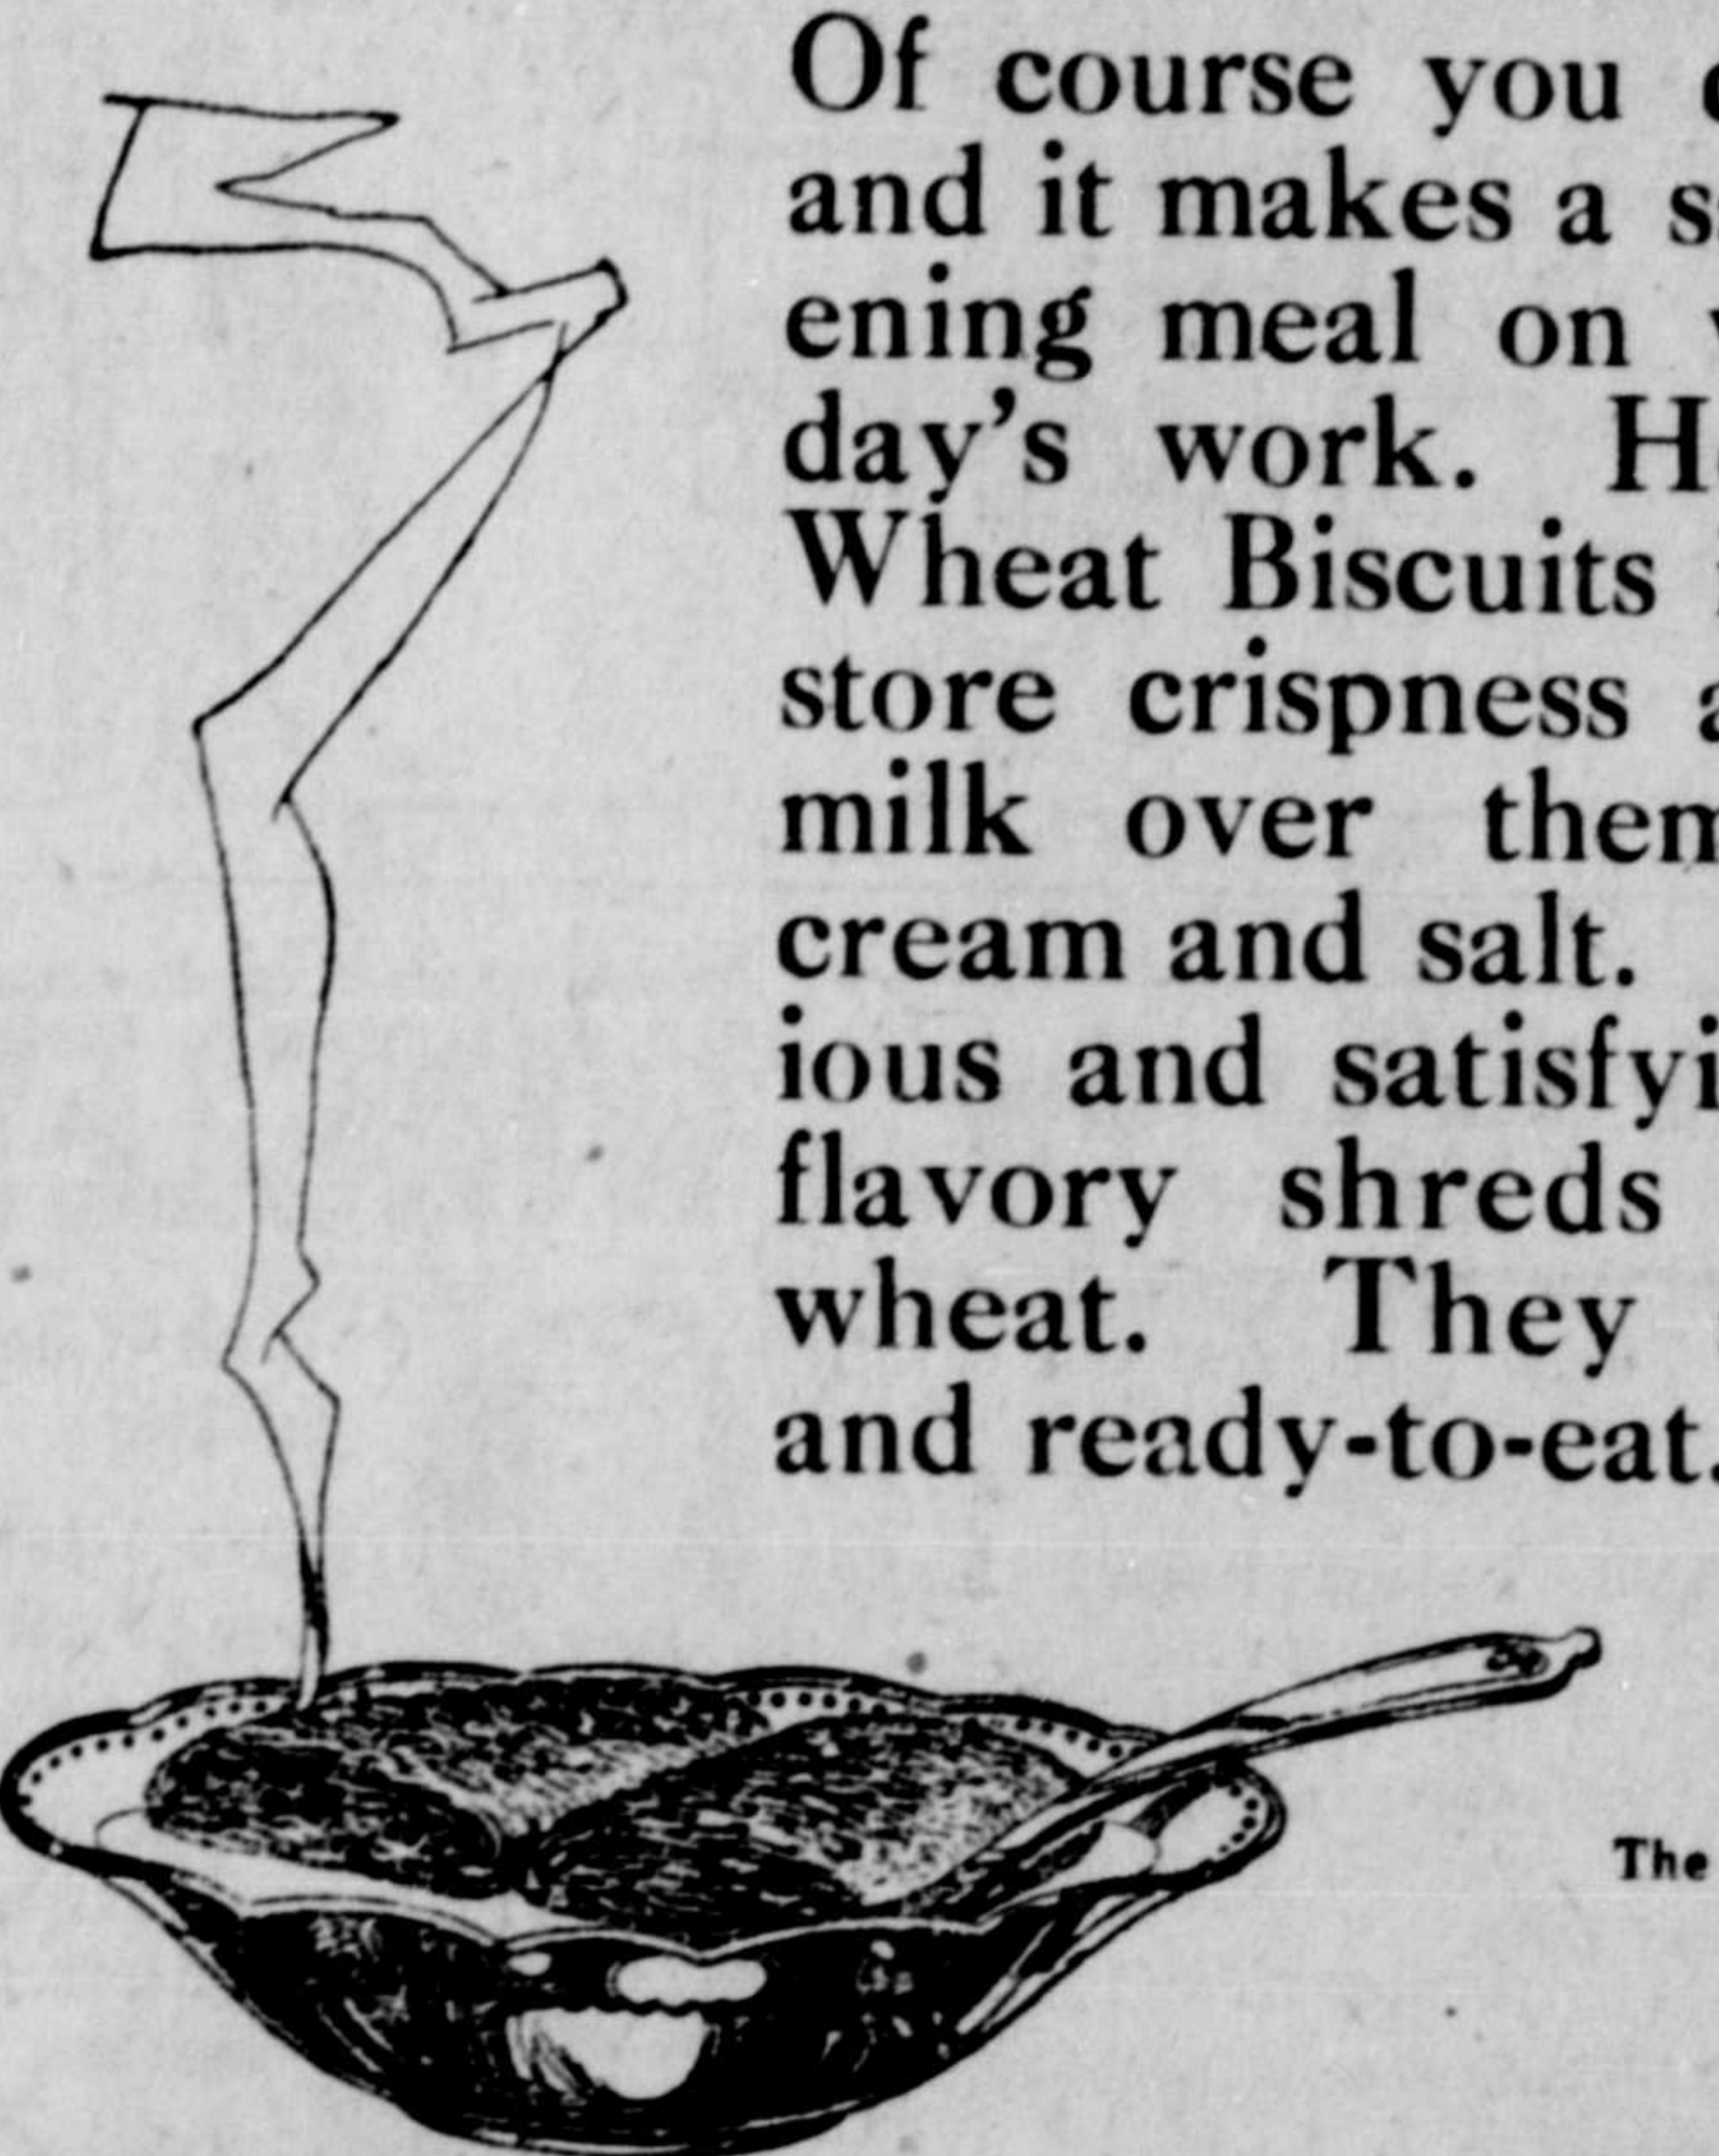 Of course you
and it makes a
ening meal on
day's work.
Wheat Biscuits
store crispness
milk over them
cream and salt.
ious and satisfyi
flavory shreds
wheat. They
and ready-to-eat.
The